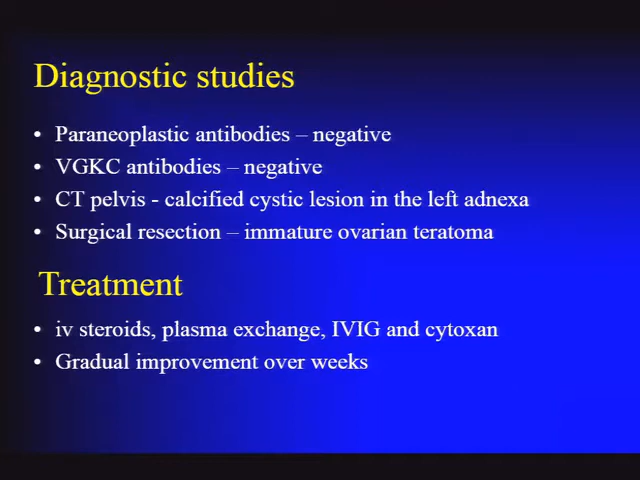 Diagnostic studies
• Paraneoplastic antibodies – negative
• VGKC antibodies – negative
• CT pelvis - calcified cystic lesion in the left adnexa
• Surgical resection – immature ovarian teratoma
Treatment
• iv steroids, plasma exchange, IVIG and cytoxan
• Gradual improvement over weeks